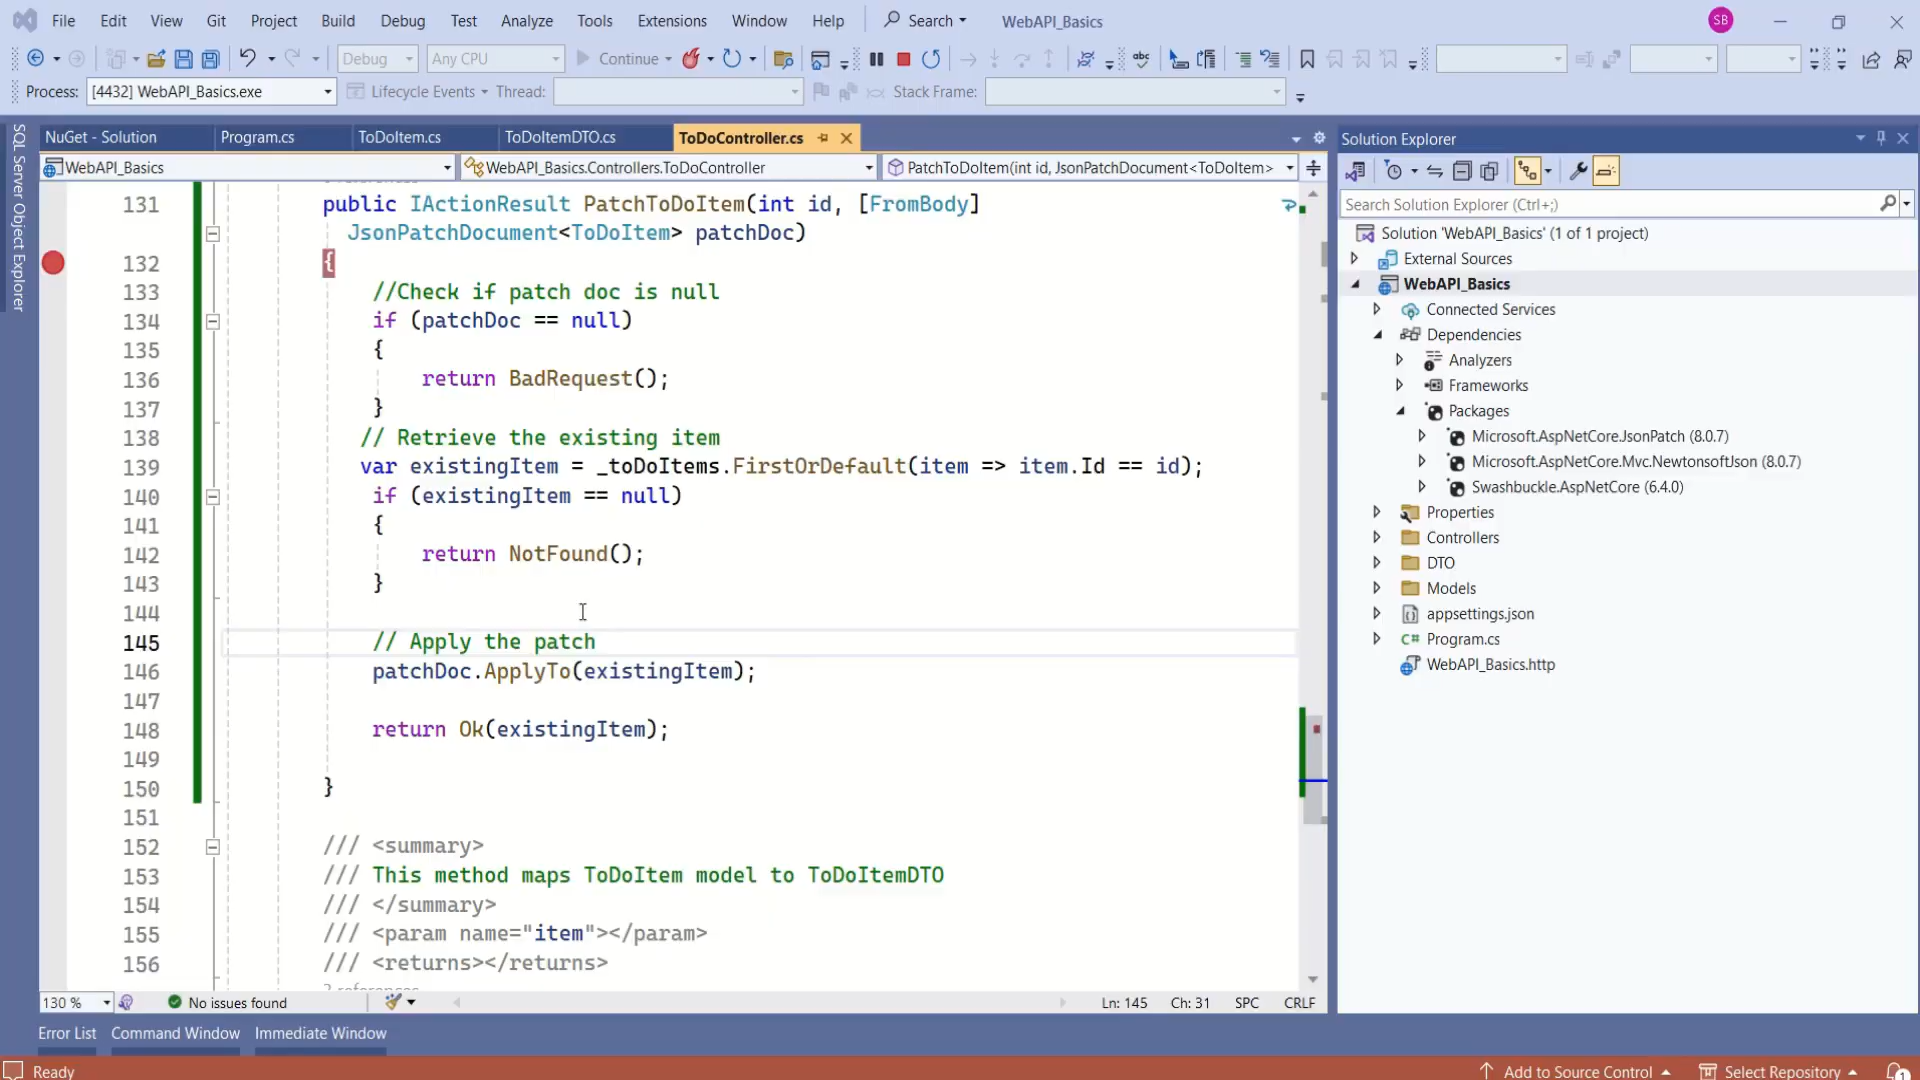 File Edit View Git Project Build Debug Test Analyze Tools Extensions Window Help Search WebAPI_Basics SB
Debug Any CPU Continue
Process: [4432] WebAPI_Basics.exe Lifecycle Events Thread: Stack Frame:
NuGet - Solution Program.cs ToDoItem.cs ToDoItemDTO.cs ToDoController.cs
WebAPI_Basics WebAPI_Basics.Controllers.ToDoController PatchToDoItem(int id, JsonPatchDocument<ToDoItem>
SQL Server Object Explorer
131 public IActionResult PatchToDoItem(int id, [FromBody]
JsonPatchDocument<ToDoItem> patchDoc)
132 {
133 //Check if patch doc is null
134 if (patchDoc == null)
135 {
136 return BadRequest();
137 }
138 // Retrieve the existing item
139 var existingItem = _toDoItems.FirstOrDefault(item => item.Id == id);
140 if (existingItem == null)
141 {
142 return NotFound();
143 }
144
145 // Apply the patch
146 patchDoc.ApplyTo(existingItem);
147
148 return Ok(existingItem);
149
150 }
151
152 /// <summary>
153 /// This method maps ToDoItem model to ToDoItemDTO
154 /// </summary>
155 /// <param name="item"></param>
156 /// <returns></returns>
130 % No issues found Ln: 145 Ch: 31 SPC CRLF
Error List Command Window Immediate Window
Ready Add to Source Control Select Repository 1
Solution Explorer
Search Solution Explorer (Ctrl+;)
Solution 'WebAPI_Basics' (1 of 1 project)
External Sources
WebAPI_Basics
Connected Services
Dependencies
Analyzers
Frameworks
Packages
Microsoft.AspNetCore.JsonPatch (8.0.7)
Microsoft.AspNetCore.Mvc.NewtonsoftJson (8.0.7)
Swashbuckle.AspNetCore (6.4.0)
Properties
Controllers
DTO
Models
appsettings.json
C# Program.cs
WebAPI_Basics.http